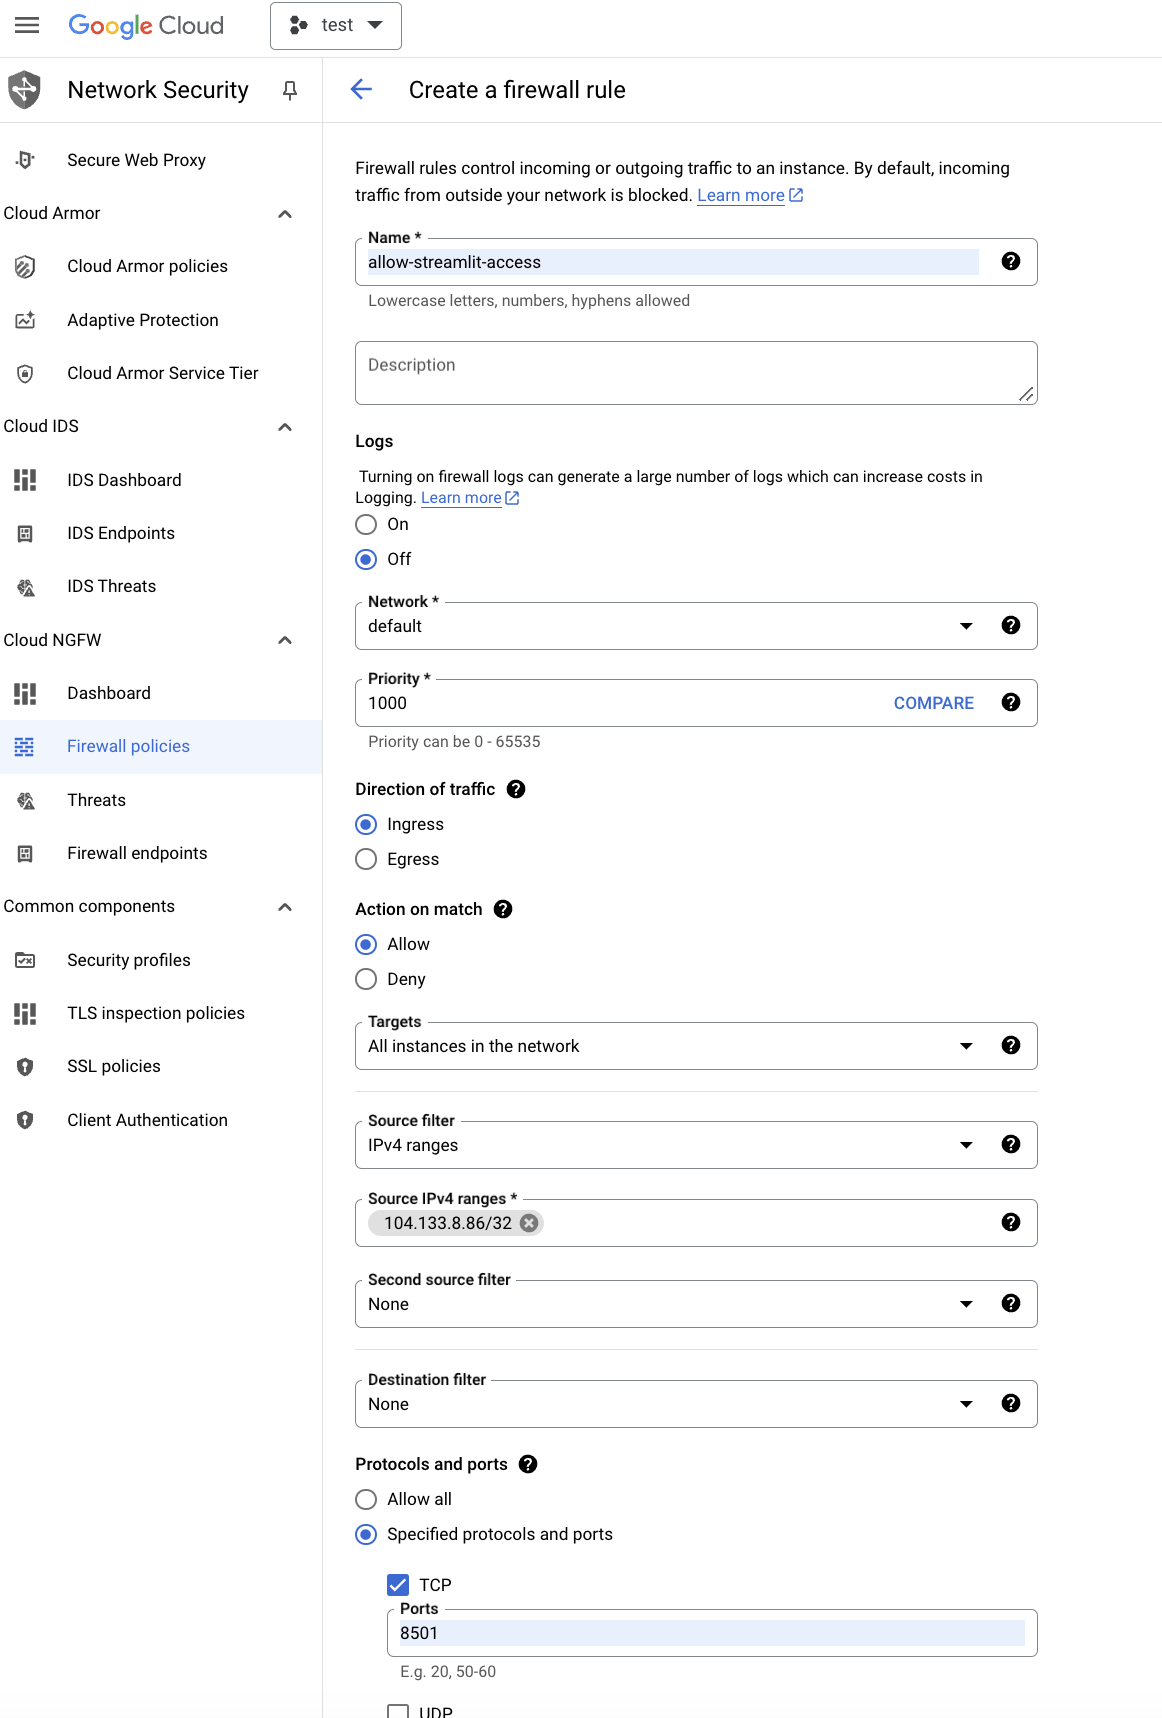 Google Cloud
test
Network Security
Create a firewall rule
Secure Web Proxy
Cloud Armor
Cloud Armor policies
Adaptive Protection
Cloud Armor Service Tier
Cloud IDS
IDS Dashboard
IDS Endpoints
IDS Threats
Cloud NGFW
Dashboard
Firewall policies
Threats
Firewall endpoints
Common components
Security profiles
TLS inspection policies
SSL policies
Client Authentication
Firewall rules control incoming or outgoing traffic to an instance. By default, incoming
traffic from outside your network is blocked. Learn more
Name *
allow-streamlit-access
Lowercase letters, numbers, hyphens allowed
Description
Logs
Turning on firewall logs can generate a large number of logs which can increase costs in
Logging. Learn more
On
Off
Network *
default
Priority *
1000
COMPARE
Priority can be 0 - 65535
Direction of traffic
Ingress
Egress
Action on match
Allow
Deny
Targets
All instances in the network
Source filter
IPv4 ranges
Source IPv4 ranges *
104.133.8.86/32
Second source filter
None
Destination filter
None
Protocols and ports
Allow all
Specified protocols and ports
TCP
Ports
8501
E.g. 20, 50-60
UDP